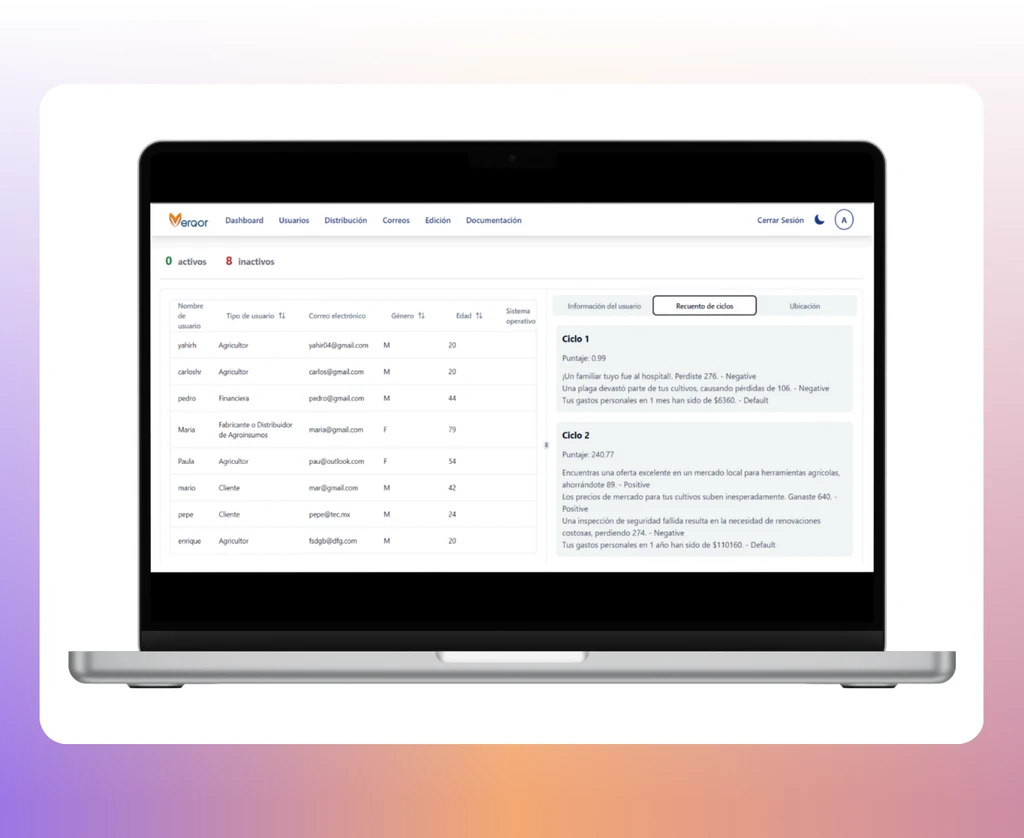 Verqor
Dashboard Usuarios Distribución Correos Edición Documentación Cerrar Sesión A
0 activos 8 inactivos
Nombre de usuario Tipo de usuario Correo electrónico Género Edad Sistema operativo
yahirh Agricultor yahir04@gmail.com M 20
carloshr Agricultor carlos@gmail.com M 20
pedro Financiera pedro@gmail.com M 44
Maria Fabricante o Distribuidor de Agroinsumos maria@gmail.com F 79
Paula Agricultor pau@outlook.com F 54
mario Cliente mar@gmail.com M 42
pepe Cliente pepe@tec.mx M 24
enrique Agricultor fsdgb@dfg.com M 20
Información del usuario Recuento de ciclos Ubicación
Ciclo 1
Puntaje: 0.99
¡Un familiar tuyo fue al hospital!. Perdiste 276. - Negative
Una plaga devastó parte de tus cultivos, causando pérdidas de 106. - Negative
Tus gastos personales en 1 mes han sido de $6360. - Default
Ciclo 2
Puntaje: 240.77
Encuentras una oferta excelente en un mercado local para herramientas agrícolas,
ahorrándote 89. - Positive
Los precios de mercado para tus cultivos suben inesperadamente. Ganaste 640. -
Positive
Una inspección de seguridad fallida resulta en la necesidad de renovaciones
costosas, perdiendo 274. - Negative
Tus gastos personales en 1 año han sido de $110160. - Default